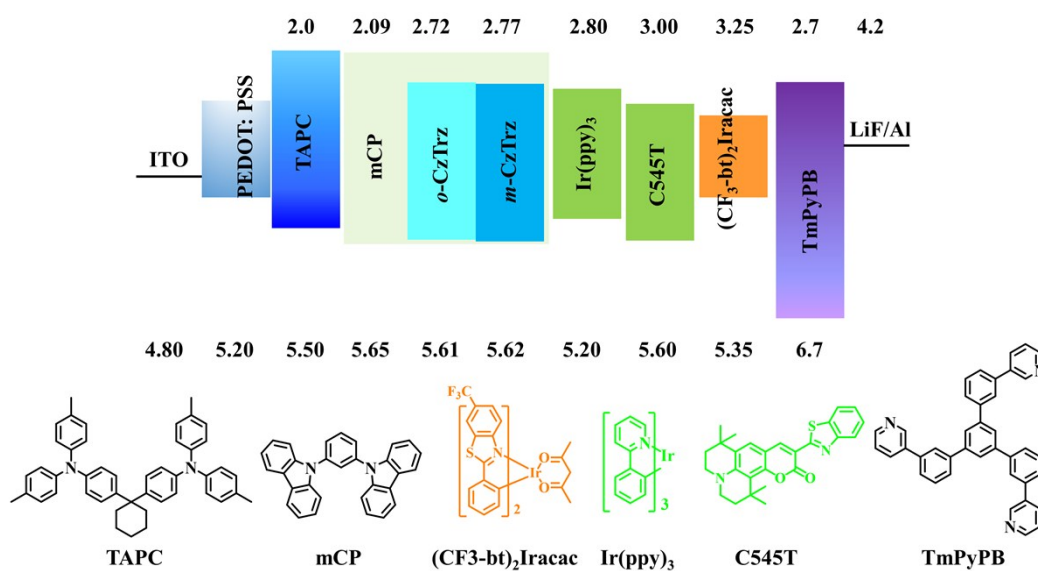 2.0 2.09 2.72 2.77 2.80 3.00 3.25 2.7 4.2
ITO
PEDOT: PSS
TAPC
mCP
o-CzTrz
m-CzTrz
Ir(ppy)3
C545T
(CF3-bt)2Iracac
TmPyPB
LiF/Al
4.80 5.20 5.50 5.65 5.61 5.62 5.20 5.60 5.35 6.7
N N
TAPC
N N
mCP
F3C
S N
Ir
O
O
2
(CF3-bt)2Iracac
N
Ir
3
Ir(ppy)3
S
N
N O O
C545T
N
N
N
TmPyPB